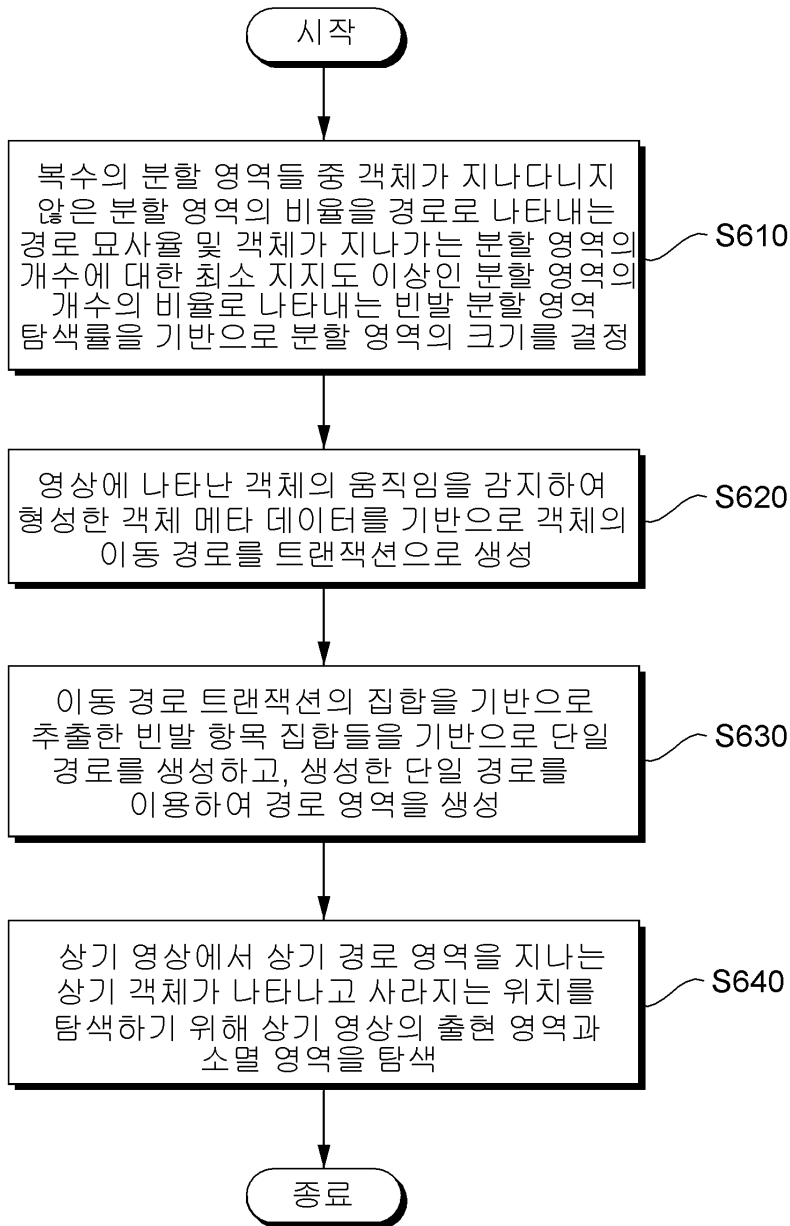 시작
복수의 분할 영역들 중 객체가 지나다니지
않은 분할 영역의 비율을 경로로 나타내는
경로 묘사율 및 객체가 지나가는 분할 영역의
개수에 대한 최소 지지도 이상인 분할 영역의
개수의 비율로 나타내는 빈발 분할 영역
탐색률을 기반으로 분할 영역의 크기를 결정
S610
영상에 나타난 객체의 움직임을 감지하여
형성한 객체 메타 데이터를 기반으로 객체의
이동 경로를 트랜잭션으로 생성
S620
이동 경로 트랜잭션의 집합을 기반으로
추출한 빈발 항목 집합들을 기반으로 단일
경로를 생성하고, 생성한 단일 경로를
이용하여 경로 영역을 생성
S630
상기 영상에서 상기 경로 영역을 지나는
상기 객체가 나타나고 사라지는 위치를
탐색하기 위해 상기 영상의 출현 영역과
소멸 영역을 탐색
S640
종료